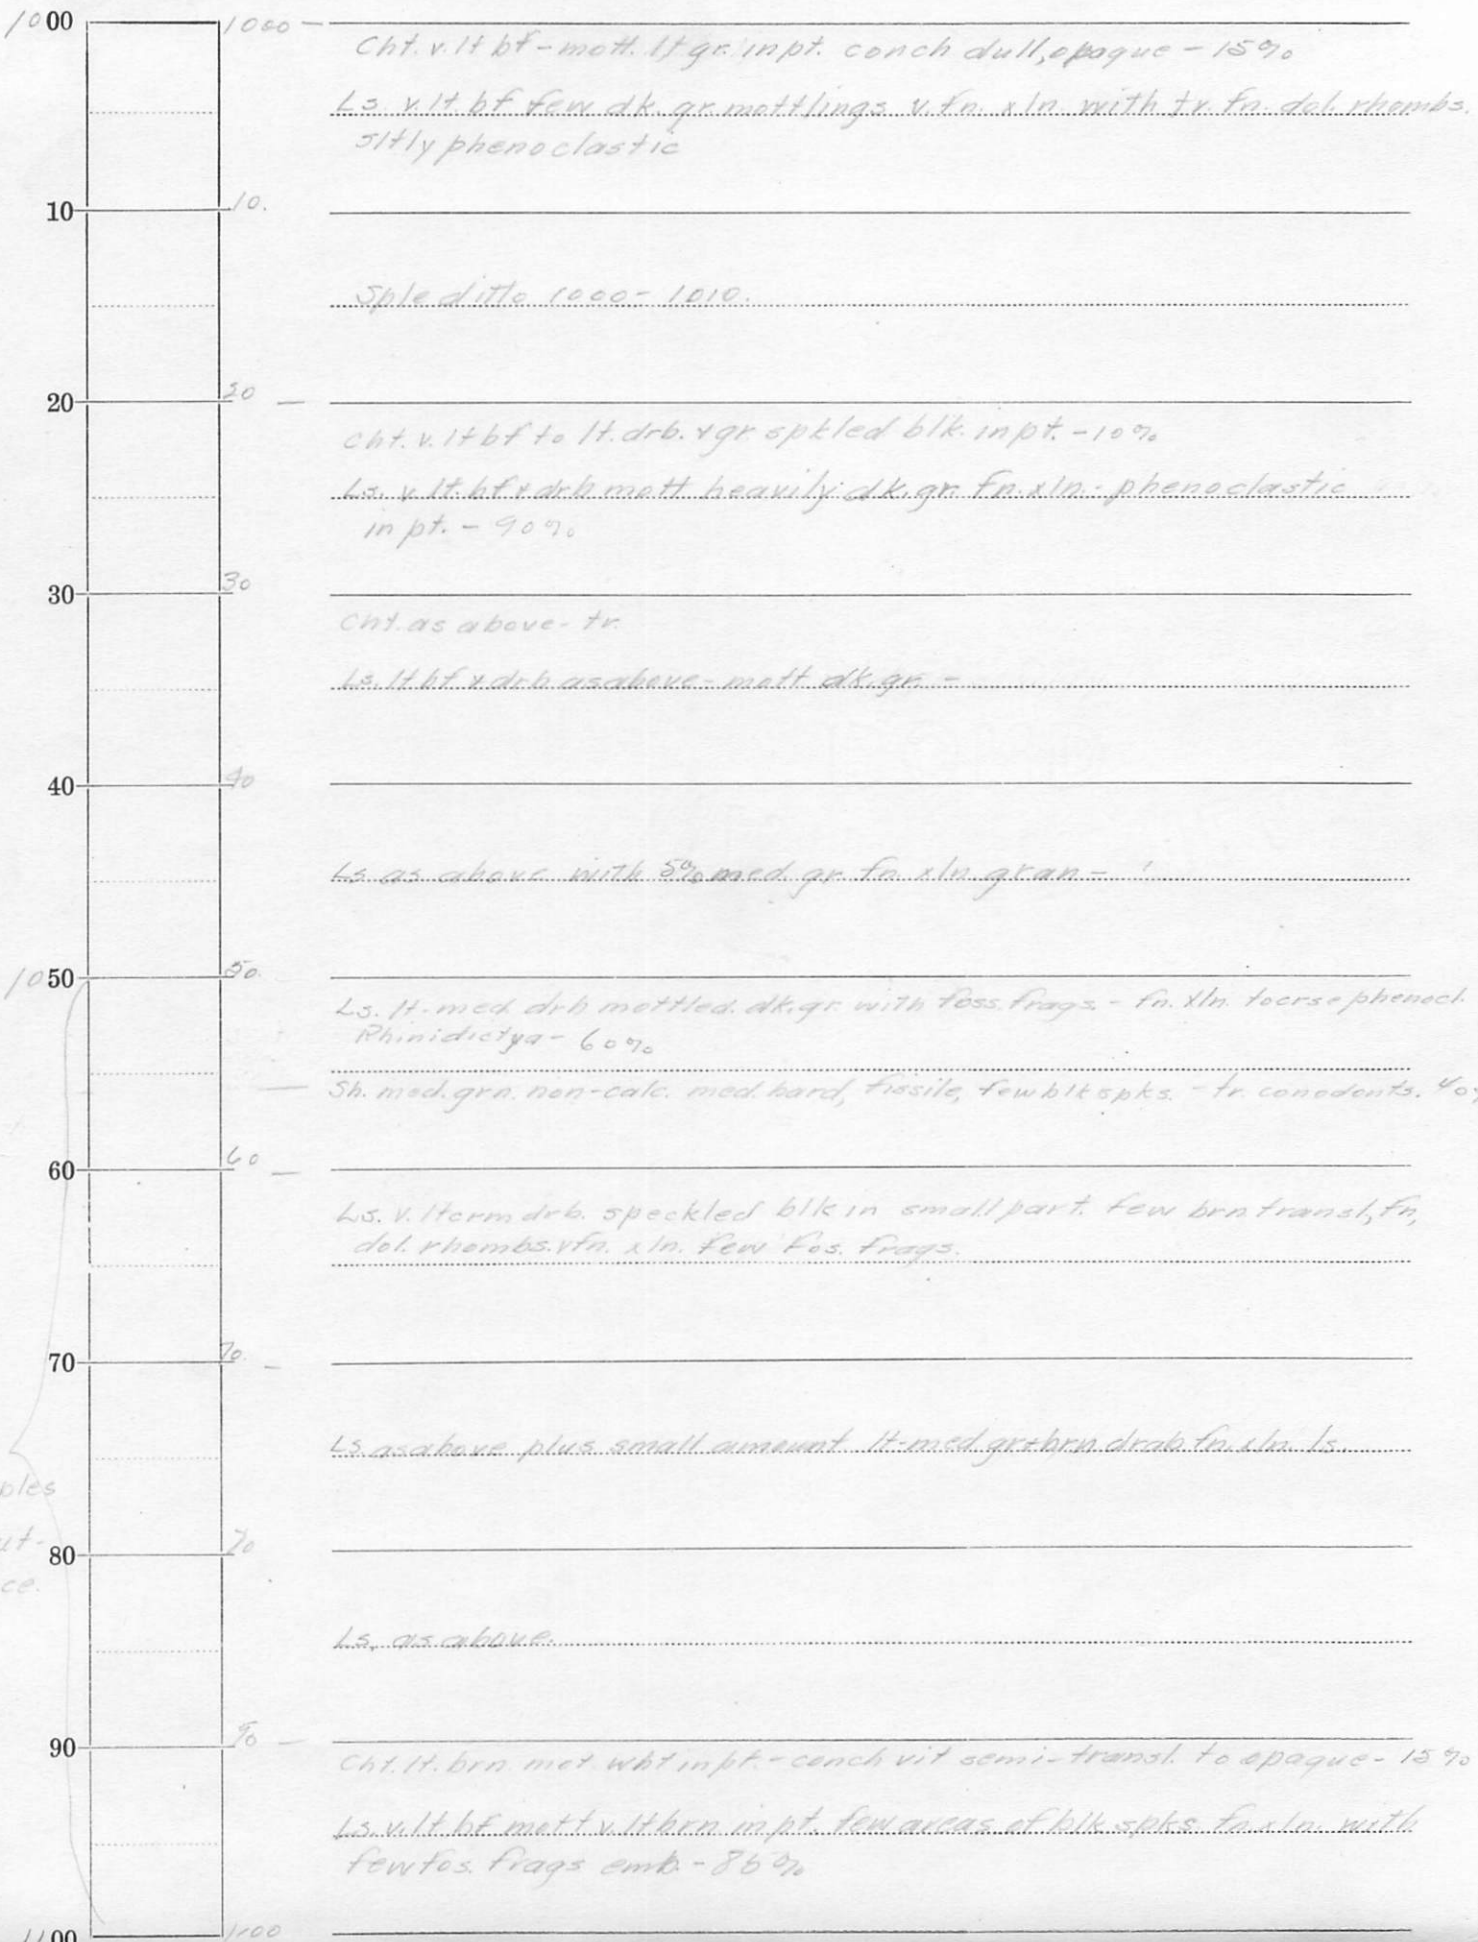 1000 1000
Cht. v. lt bf - mott. lt gr. in pt. conch dull, opaque - 15%
Ls. v. lt. bf few dk. gr. mottlings v. fn. xln. with tr. fn. dol. rhombs.
sltly phenoclastic
10 10.
Sple ditto 1000 - 1010.
20 20
Cht. v. lt bf to lt. drb. & gr. spkled blk. in pt. - 10%
Ls. v. lt. bf & drb mott heavily dk. gr. fn. xln. - phenoclastic
in pt. - 90%
30 30
Cht. as above - tr.
Ls. lt bf & drb as above - mott dk. gr. -
40 40
Ls as above with 5% med. gr. fn. xln. gran -
1050 50.
Ls. lt - med. drb mottled. dk. gr. with foss. frags. - fn. xln. to crse phenocl.
Rhinidictya - 60%
Sh. med. grn. non-calc. med. hard, fissile, few blk spks. - tr. conodonts. 40%
60 60
Ls. v. lt crm drb. speckled blk in small part. few brn transl, fn,
dol. rhombs. vfn. xln. few fos. frags.
70 70.
Ls. as above plus small amount lt-med gr & brn drab fn. xln. ls.
ples
ut-
80
ce.
Ls. as above.
90 90
Cht. lt. brn. mot. wht in pt. - conch vit semi-transl. to opaque - 15%
Ls. v. lt. bf mott v. lt brn in pt. few areas of blk spks fn xln. with
few fos. frags emb. - 85%
1100 1100